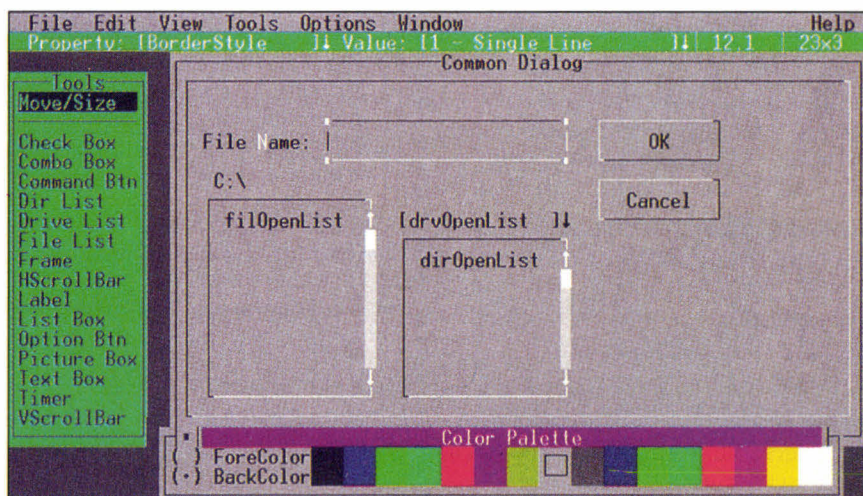 File Edit View Tools Options Window Help
Property: [BorderStyle ]↓ Value: [1 - Single Line ]↓ 12,1 23x3
Common Dialog
Tools
Move/Size
Check Box
Combo Box
Command Btn
Dir List
Drive List
File List
Frame
HScrollBar
Label
List Box
Option Btn
Picture Box
Text Box
Timer
VScrollBar
File Name:
OK
C:\
Cancel
filOpenList
[drvOpenList ]↓
dirOpenList
Color Palette
( ) ForeColor
(•) BackColor